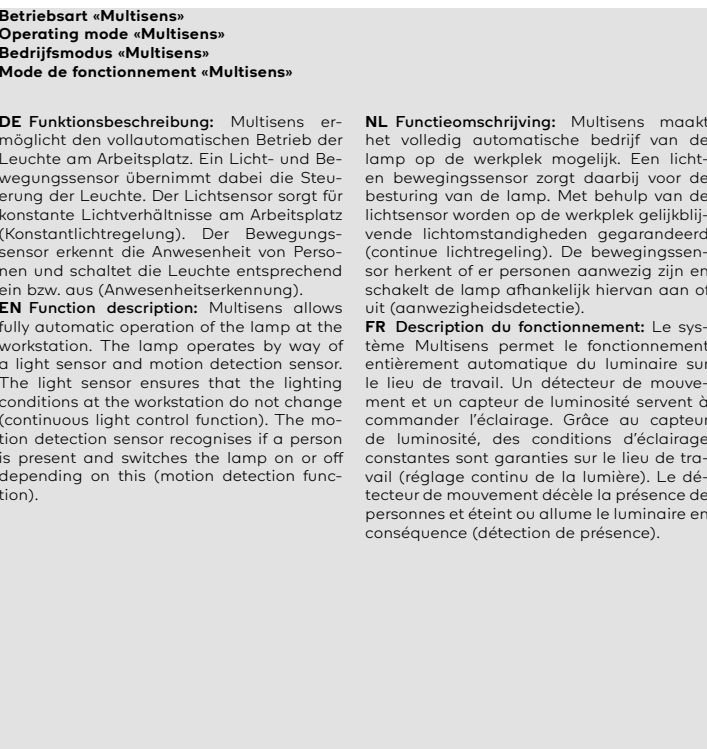 Betriebsart «Multisens»
Operating mode «Multisens»
Bedrijfsmodus «Multisens»
Mode de fonctionnement «Multisens»
DE Funktionsbeschreibung: Multisens er-
möglicht den vollautomatischen Betrieb der
Leuchte am Arbeitsplatz. Ein Licht- und Be-
wegungssensor übernimmt dabei die Steu-
erung der Leuchte. Der Lichtsensor sorgt für
konstante Lichtverhältnisse am Arbeitsplatz
(Konstantlichtregelung). Der Bewegungs-
sensor erkennt die Anwesenheit von Perso-
nen und schaltet die Leuchte entsprechend
ein bzw. aus (Anwesenheitserkennung).
EN Function description: Multisens allows
fully automatic operation of the lamp at the
workstation. The lamp operates by way of
a light sensor and motion detection sensor.
The light sensor ensures that the lighting
conditions at the workstation do not change
(continuous light control function). The mo-
tion detection sensor recognises if a person
is present and switches the lamp on or off
depending on this (motion detection func-
tion).
NL Functieomschrijving: Multisens maakt
het volledig automatische bedrijf van de
lamp op de werkplek mogelijk. Een licht-
en bewegingssensor zorgt daarbij voor de
besturing van de lamp. Met behulp van de
lichtsensor worden op de werkplek gelijkblij-
vende lichtomstandigheden gegarandeerd
(continue lichtregeling). De bewegingssen-
sor herkent of er personen aanwezig zijn en
schakelt de lamp afhankelijk hiervan aan of
uit (aanwezigheidsdetectie).
FR Description du fonctionnement: Le sys-
tème Multisens permet le fonctionnement
entièrement automatique du luminaire sur
le lieu de travail. Un détecteur de mouve-
ment et un capteur de luminosité servent à
commander l’éclairage. Grâce au capteur
de luminosité, des conditions d’éclairage
constantes sont garanties sur le lieu de tra-
vail (réglage continu de la lumière). Le dé-
tecteur de mouvement décèle la présence de
personnes et éteint ou allume le luminaire en
conséquence (détection de présence).